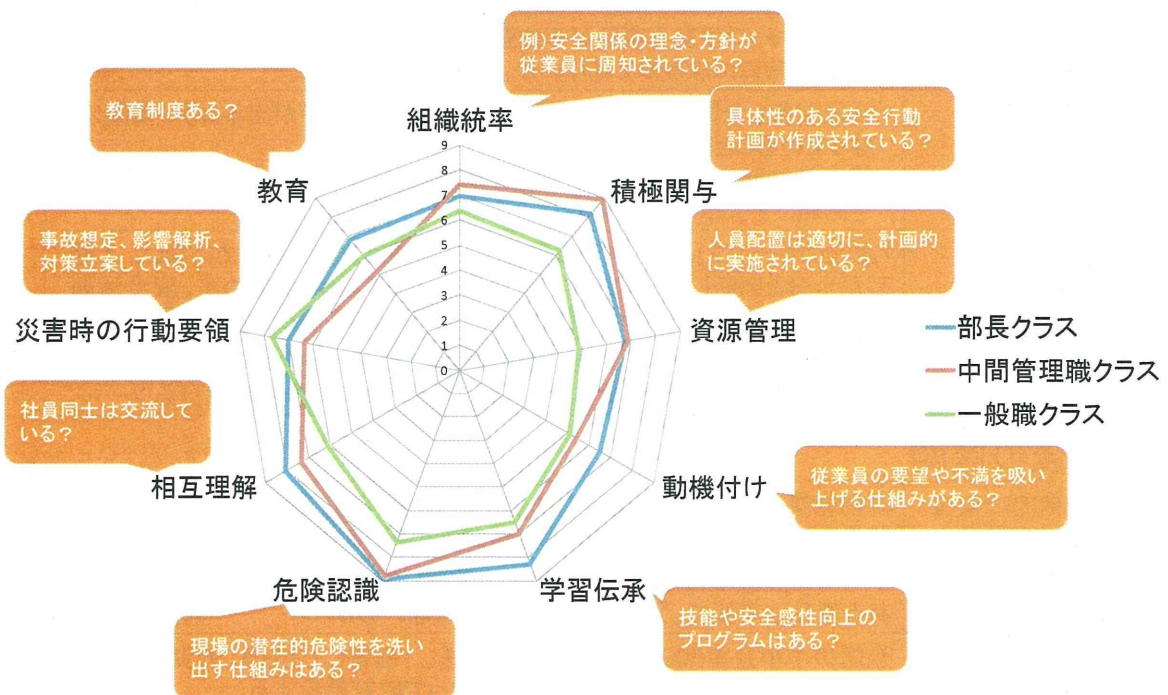 例)安全関係の理念・方針が
従業員に周知されている？
教育制度ある？
具体性のある安全行動
計画が作成されている？
組織統率
教育
積極関与
事故想定、影響解析、
対策立案している？
人員配置は適切に、計画的
に実施されている？
災害時の行動要領
資源管理
9
8
7
6
5
4
3
2
1
0
部長クラス
中間管理職クラス
一般職クラス
社員同士は交流して
いる？
相互理解
動機付け
従業員の要望や不満を吸い
上げる仕組みがある？
危険認識
学習伝承
現場の潜在的危険性を洗い
出す仕組みはある？
技能や安全感性向上の
プログラムはある？